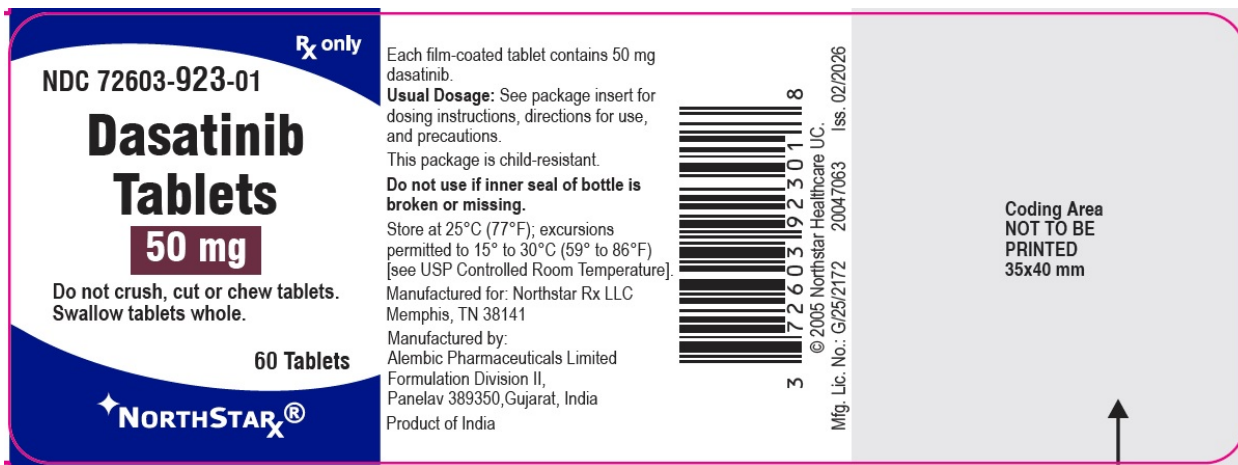 Rx only
NDC 72603-923-01
Dasatinib
Tablets
50 mg
Do not crush, cut or chew tablets.
Swallow tablets whole.
60 Tablets
NORTHSTARx®
Each film-coated tablet contains 50 mg
dasatinib.
Usual Dosage: See package insert for
dosing instructions, directions for use,
and precautions.
This package is child-resistant.
Do not use if inner seal of bottle is
broken or missing.
Store at 25°C (77°F); excursions
permitted to 15° to 30°C (59° to 86°F)
[see USP Controlled Room Temperature].
Manufactured for: Northstar Rx LLC
Memphis, TN 38141
Manufactured by:
Alembic Pharmaceuticals Limited
Formulation Division II,
Panelav 389350,Gujarat, India
Product of India
3 72603 92301 8
© 2005 Northstar Healthcare UC.
Mfg. Lic. No.: G/25/2172 20047063 Iss. 02/2026
Coding Area
NOT TO BE
PRINTED
35x40 mm